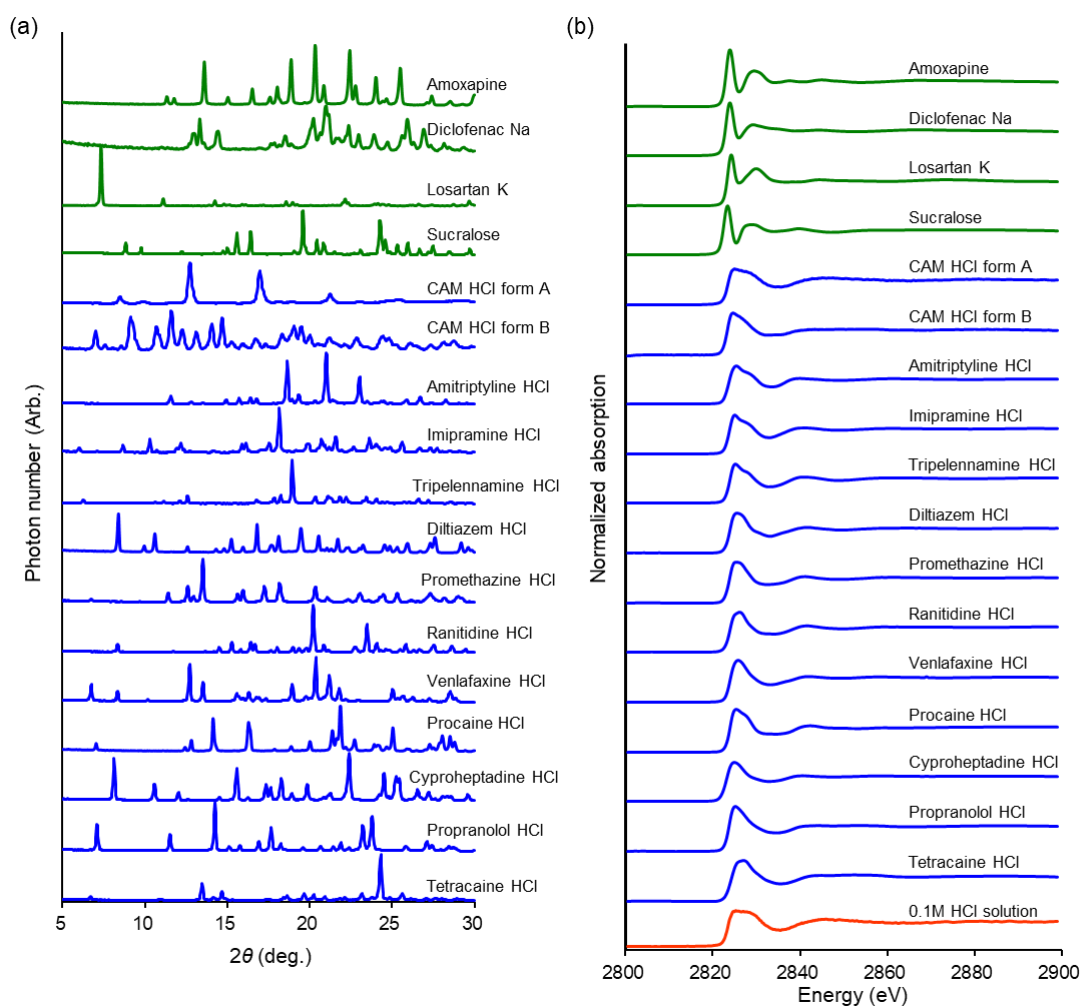 (a)
Photon number (Arb.)
Amoxapine
Diclofenac Na
Losartan K
Sucralose
CAM HCl form A
CAM HCl form B
Amitriptyline HCl
Imipramine HCl
Tripelennamine HCl
Diltiazem HCl
Promethazine HCl
Ranitidine HCl
Venlafaxine HCl
Procaine HCl
Cyproheptadine HCl
Propranolol HCl
Tetracaine HCl
5 10 15 20 25 30
2θ (deg.)
(b)
Normalized absorption
Amoxapine
Diclofenac Na
Losartan K
Sucralose
CAM HCl form A
CAM HCl form B
Amitriptyline HCl
Imipramine HCl
Tripelennamine HCl
Diltiazem HCl
Promethazine HCl
Ranitidine HCl
Venlafaxine HCl
Procaine HCl
Cyproheptadine HCl
Propranolol HCl
Tetracaine HCl
0.1M HCl solution
2800 2820 2840 2860 2880 2900
Energy (eV)